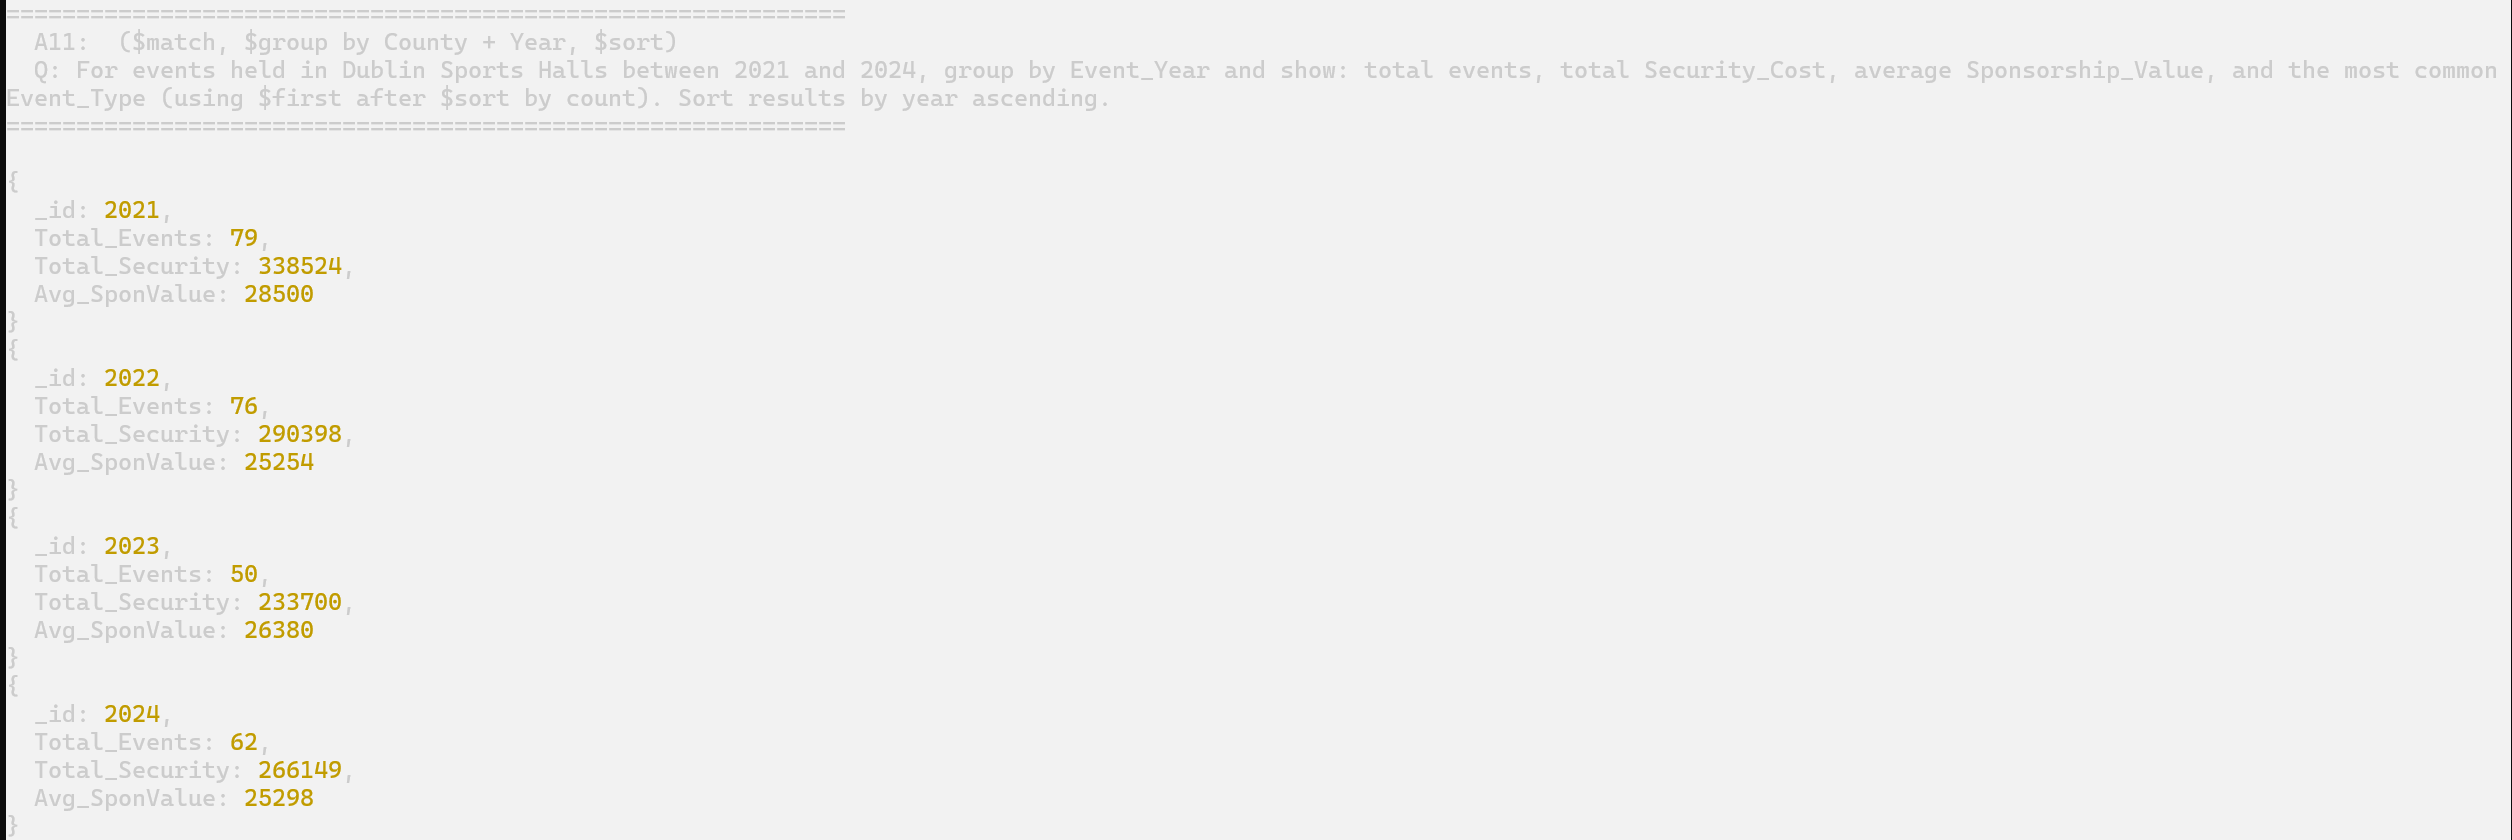 ============================================================
A11:  ($match, $group by County + Year, $sort)
Q: For events held in Dublin Sports Halls between 2021 and 2024, group by Event_Year and show: total events, total Security_Cost, average Sponsorship_Value, and the most common
Event_Type (using $first after $sort by count). Sort results by year ascending.
============================================================
{
_id: 2021,
Total_Events: 79,
Total_Security: 338524,
Avg_SponValue: 28500
}
{
_id: 2022,
Total_Events: 76,
Total_Security: 290398,
Avg_SponValue: 25254
}
{
_id: 2023,
Total_Events: 50,
Total_Security: 233700,
Avg_SponValue: 26380
}
{
_id: 2024,
Total_Events: 62,
Total_Security: 266149,
Avg_SponValue: 25298
}